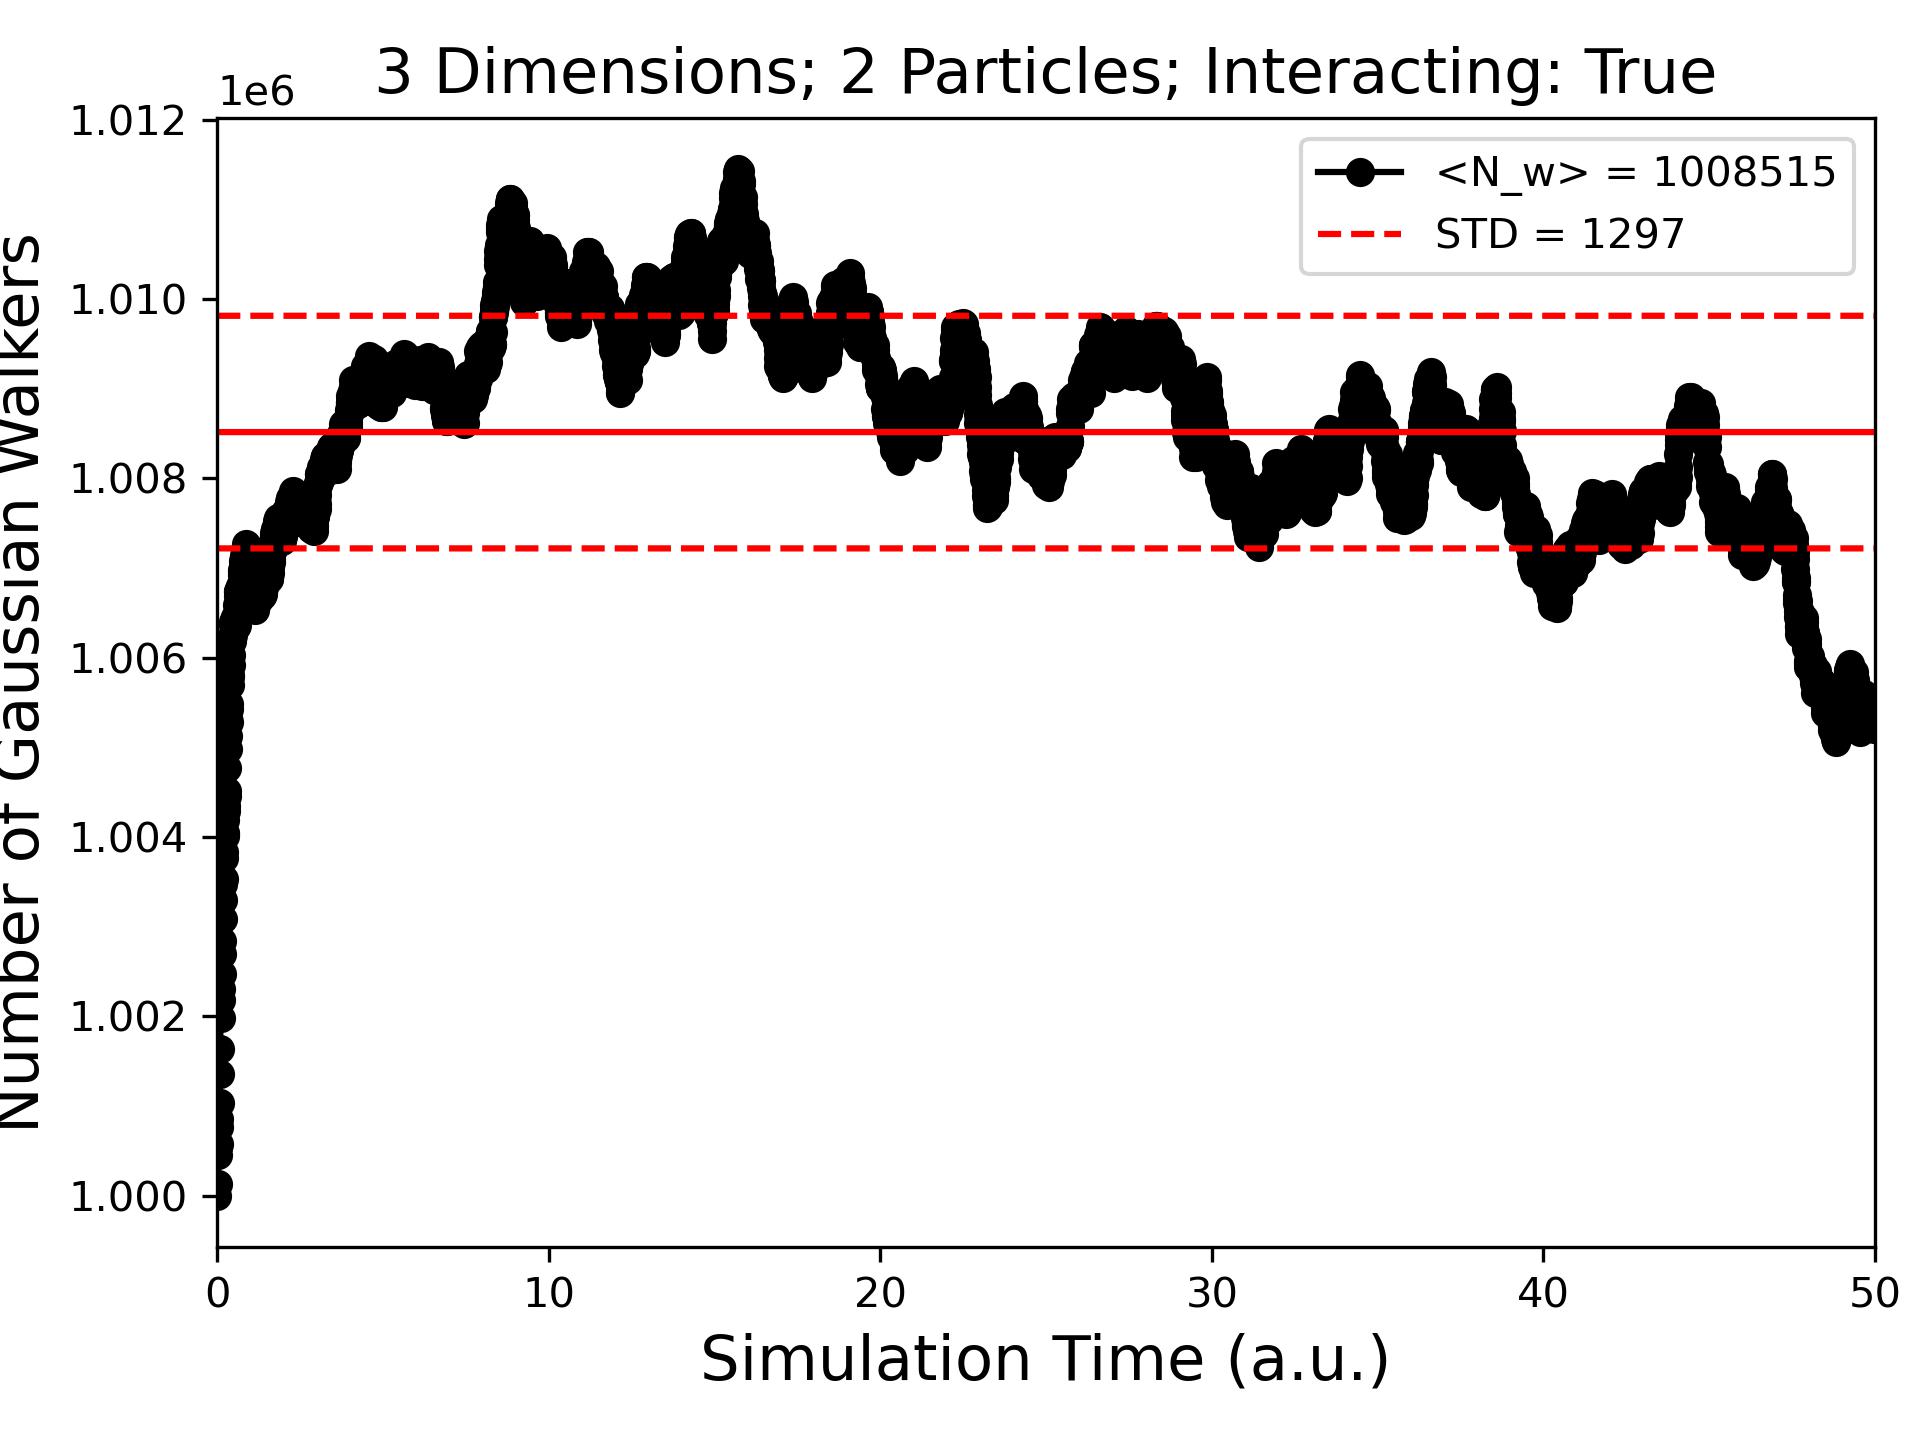 3 Dimensions; 2 Particles; Interacting: True
1e6
1.012
1.010
1.008
1.006
1.004
1.002
1.000
Number of Gaussian Walkers
<N_w> = 1008515
STD = 1297
0 10 20 30 40 50
Simulation Time (a.u.)